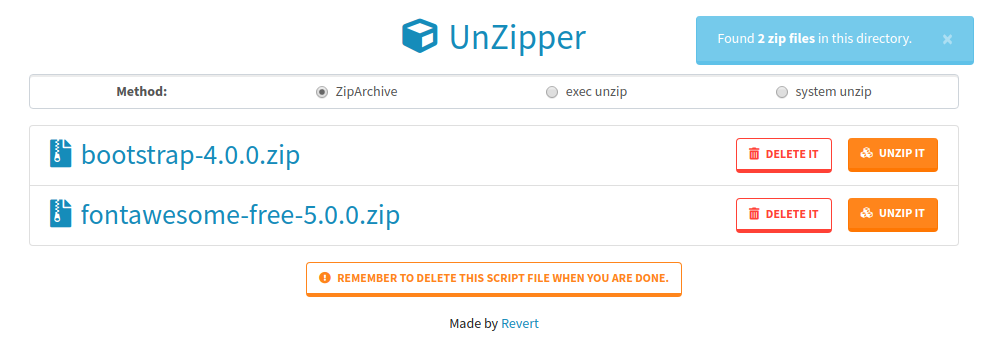 UnZipper
Found 2 zip files in this directory. ×
Method: ZipArchive exec unzip system unzip
bootstrap-4.0.0.zip DELETE IT UNZIP IT
fontawesome-free-5.0.0.zip DELETE IT UNZIP IT
REMEMBER TO DELETE THIS SCRIPT FILE WHEN YOU ARE DONE.
Made by Revert